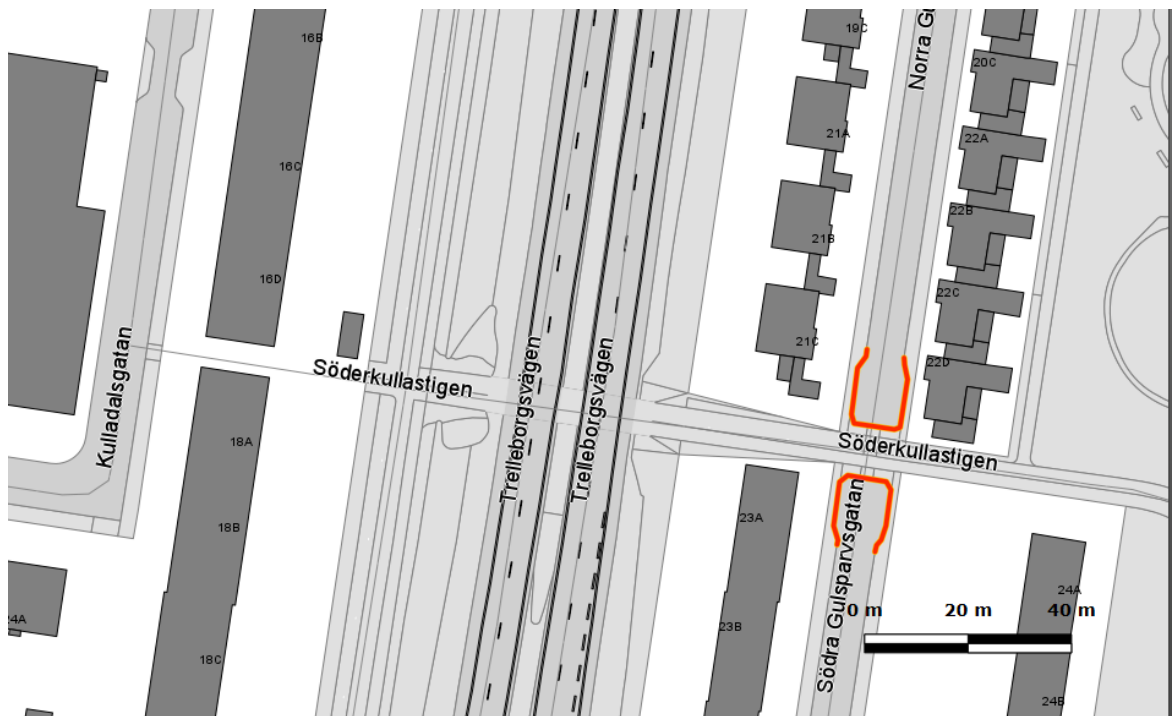 16B
19C
Norra Gu
20C
21A
22A
16C
22B
21B
16D
22C
21C
22D
Kulladalsgatan
Söderkullastigen
Trelleborgsvägen
Trelleborgsvägen
Söderkullastigen
18A
23A
18B
Södra Gulsparvsgatan
24A
0 m 20 m 40 m
24A
23B
18C
24B